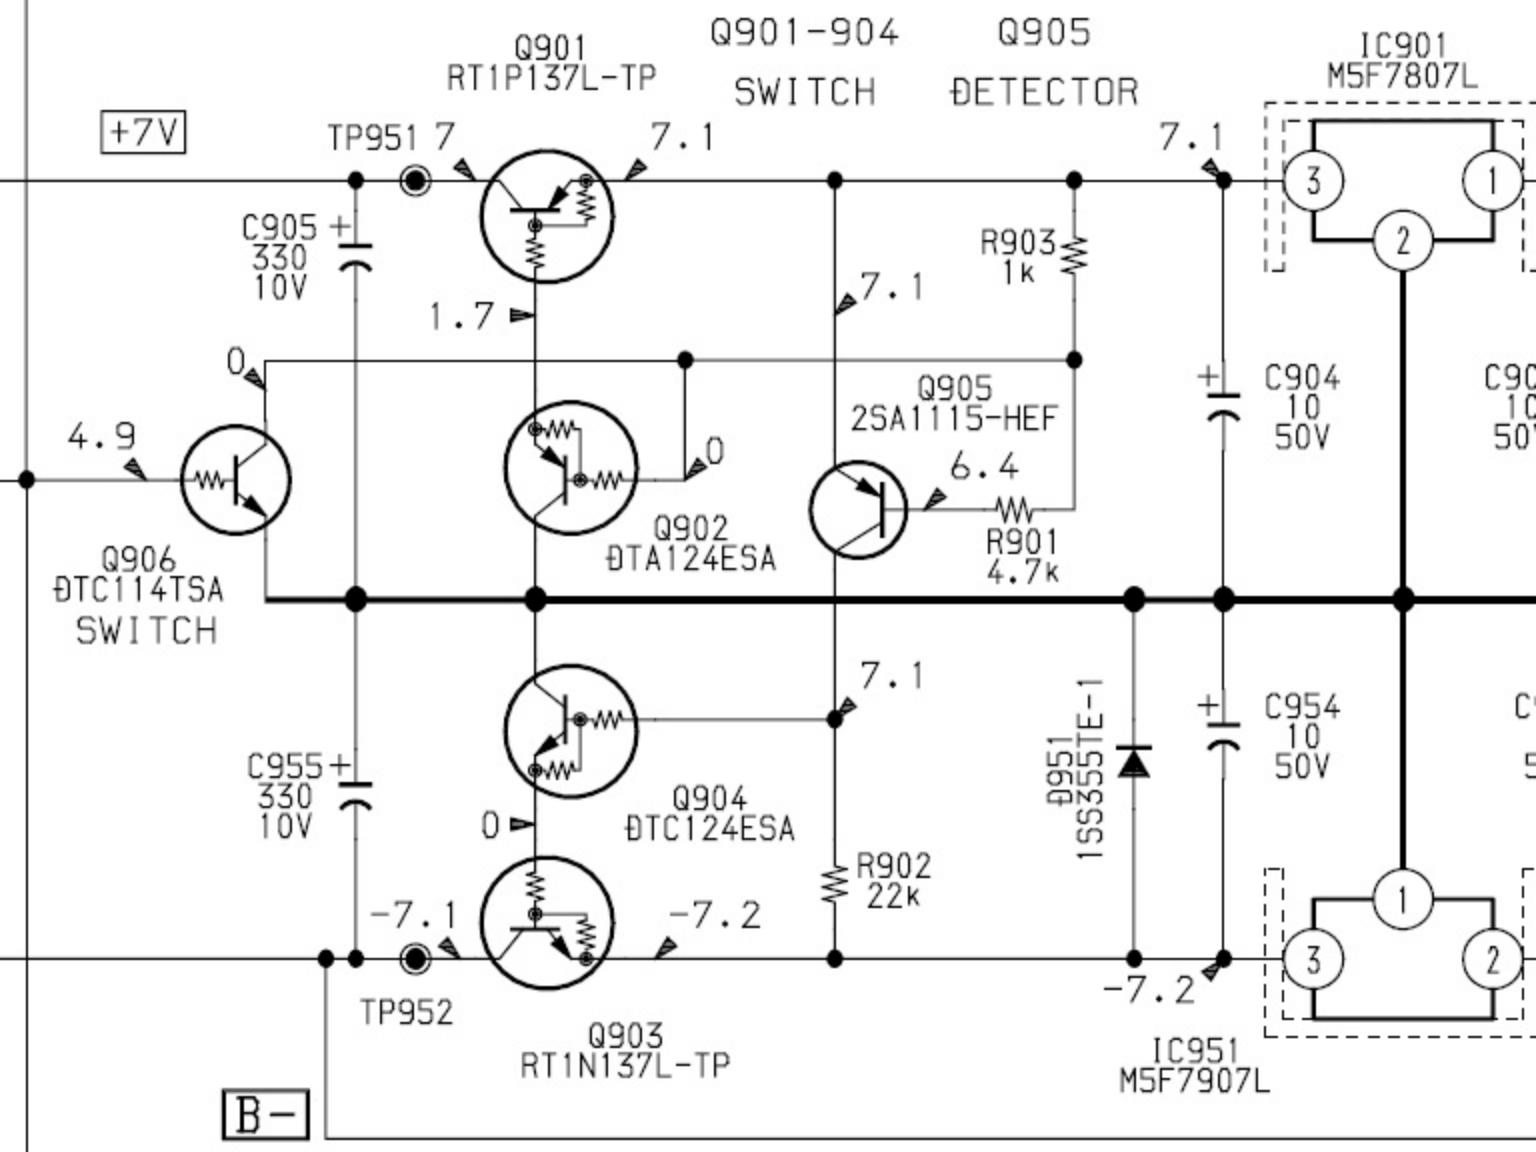 Q901-904
SWITCH
Q905
DETECTOR
Q901
RT1P137L-TP
IC901
M5F7807L
+7V
TP951
7
7.1
7.1
3
1
2
C905
330
10V
+
R903
1k
1.7
7.1
0
Q905
2SA1115-HEF
C904
10
50V
+
4.9
0
6.4
Q902
DTA124ESA
R901
4.7k
Q906
DTC114TSA
SWITCH
7.1
C955
330
10V
+
D951
1SS355TE-1
C954
10
50V
+
Q904
DTC124ESA
0
R902
22k
-7.1
-7.2
1
3
2
-7.2
TP952
Q903
RT1N137L-TP
IC951
M5F7907L
B-